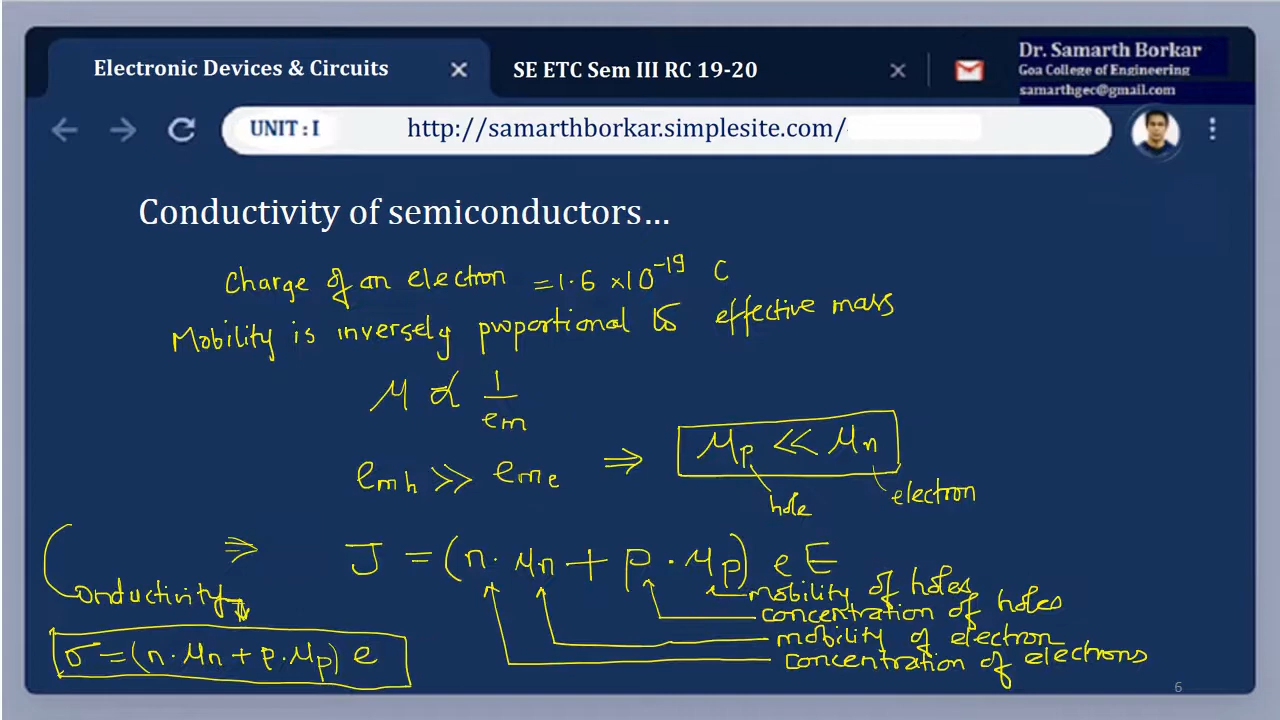 Electronic Devices & Circuits
SE ETC Sem III RC 19-20
Dr. Samarth Borkar
Goa College of Engineering
samarthgec@gmail.com
UNIT : I
http://samarthborkar.simplesite.com/
Conductivity of semiconductors...
Charge of an electron = 1.6 ×10⁻¹⁹ C
Mobility is inversely proportional to effective mass
μ ∝ 1/em
emh >> eme ⇒ μp << μn
hole
electron
⇒ J = (n. μn + p . μp) e E
mobility of holes
concentration of holes
mobility of electron
concentration of electrons
Conductivity
σ = (n. μn + p. μp) e
6